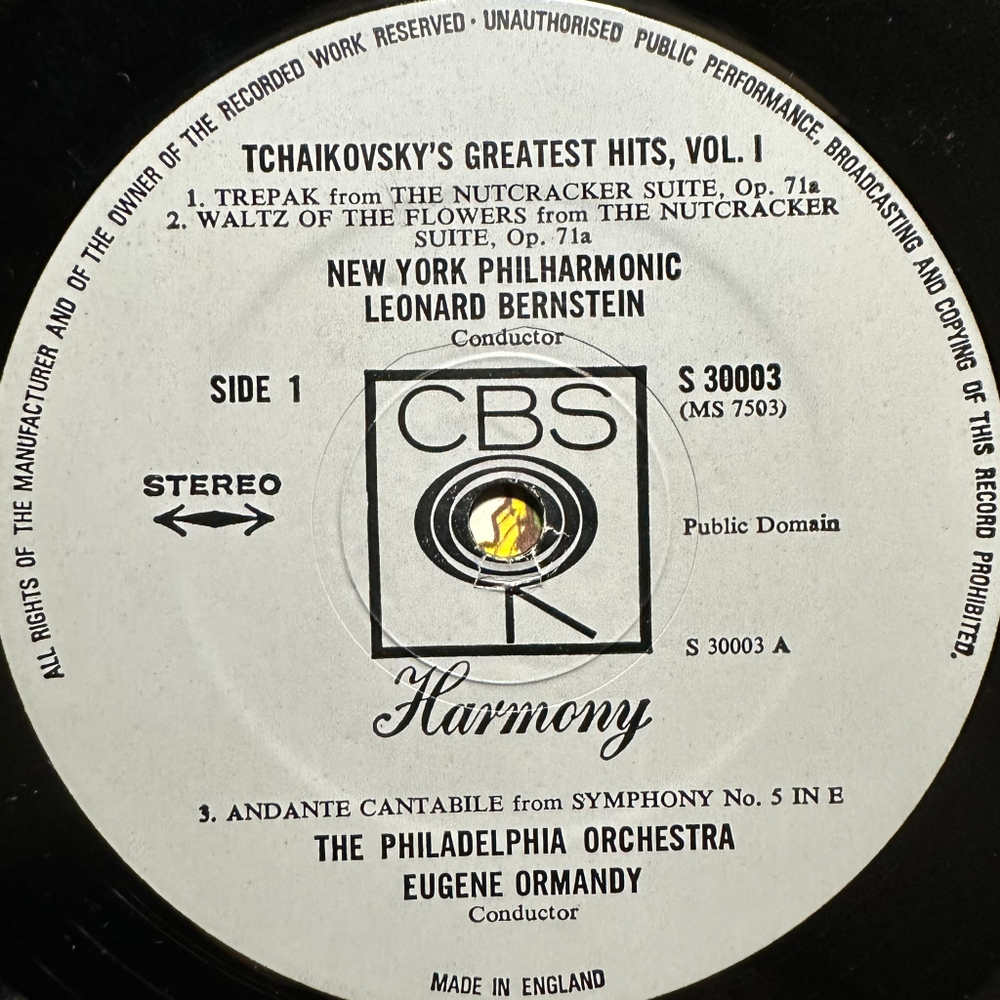 ALL RIGHTS OF THE MANUFACTURER AND OF THE OWNER OF THE RECORDED WORK RESERVED · UNAUTHORISED PUBLIC PERFORMANCE, BROADCASTING AND COPYING OF THIS RECORD PROHIBITED.
TCHAIKOVSKY'S GREATEST HITS, VOL. I
1. TREPAK from THE NUTCRACKER SUITE, Op. 71a
2. WALTZ OF THE FLOWERS from THE NUTCRACKER
SUITE, Op. 71a
NEW YORK PHILHARMONIC
LEONARD BERNSTEIN
Conductor
SIDE 1
CBS
S 30003
(MS 7503)
STEREO
Public Domain
S 30003 A
Harmony
3. ANDANTE CANTABILE from SYMPHONY No. 5 IN E
THE PHILADELPHIA ORCHESTRA
EUGENE ORMANDY
Conductor
MADE IN ENGLAND